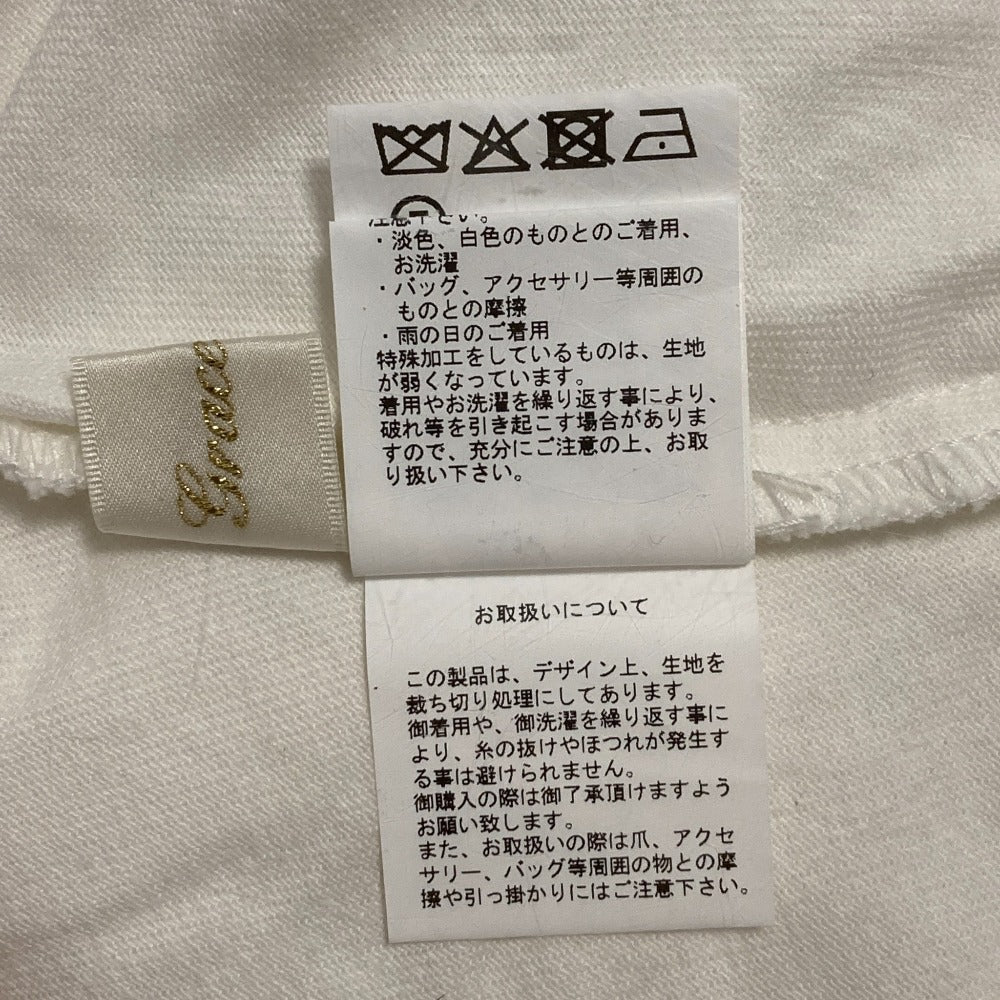 注意下さい。
・淡色、白色のものとのご着用、
お洗濯
・バッグ、アクセサリー等周囲の
ものとの摩擦
・雨の日のご着用
特殊加工をしているものは、生地
が弱くなっています。
着用やお洗濯を繰り返す事により、
破れ等を引き起こす場合がありま
すので、充分にご注意の上、お取
り扱い下さい。
Grace
お取扱いについて
この製品は、デザイン上、生地を
裁ち切り処理にしてあります。
御着用や、御洗濯を繰り返す事に
より、糸の抜けやほつれが発生す
る事は避けられません。
御購入の際は御了承頂けますよう
お願い致します。
また、お取扱いの際は爪、アクセ
サリー、バッグ等周囲の物との摩
擦や引っ掛かりにはご注意下さい。